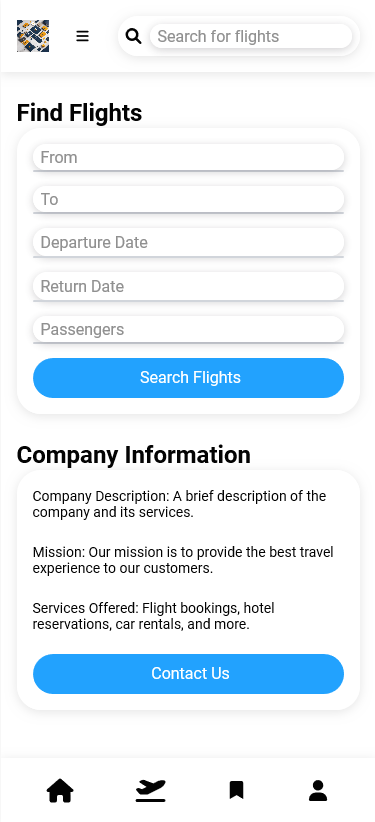 Search for flights
Find Flights
From
To
Departure Date
Return Date
Passengers
Search Flights
Company Information
Company Description: A brief description of the
company and its services.
Mission: Our mission is to provide the best travel
experience to our customers.
Services Offered: Flight bookings, hotel
reservations, car rentals, and more.
Contact Us